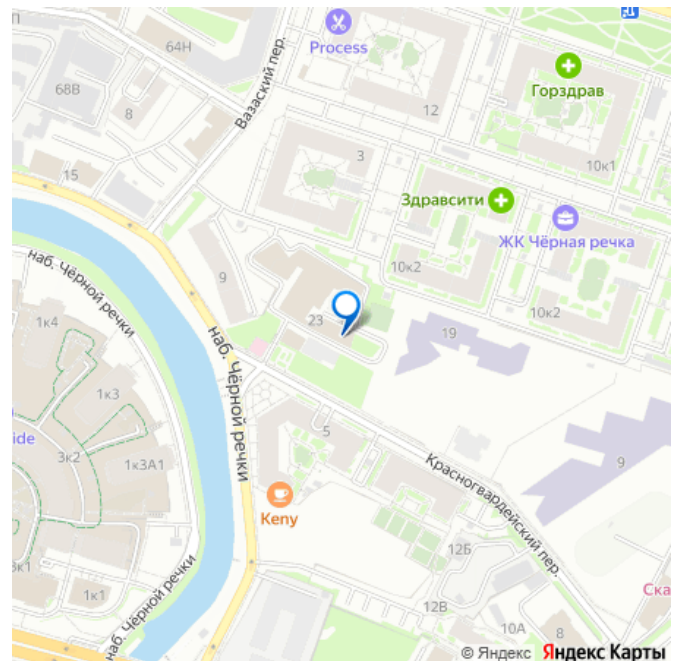 П
64Н
Process
Горздрав
68В
8
Вазаский пер.
12
10к1
15
3
Здравсити
ЖК Чёрная речка
наб. Чёрной речки
9
10к2
10к2
1к4
23
19
наб. Чёрной речки
1к3
ide
3к2
1к3А1
5
Красногвардейский пер.
9
Keny
12Б
3к1
1к1
наб. Чёрной речки
12В
Ска
10А
8
© Яндекс Яндекс Карты